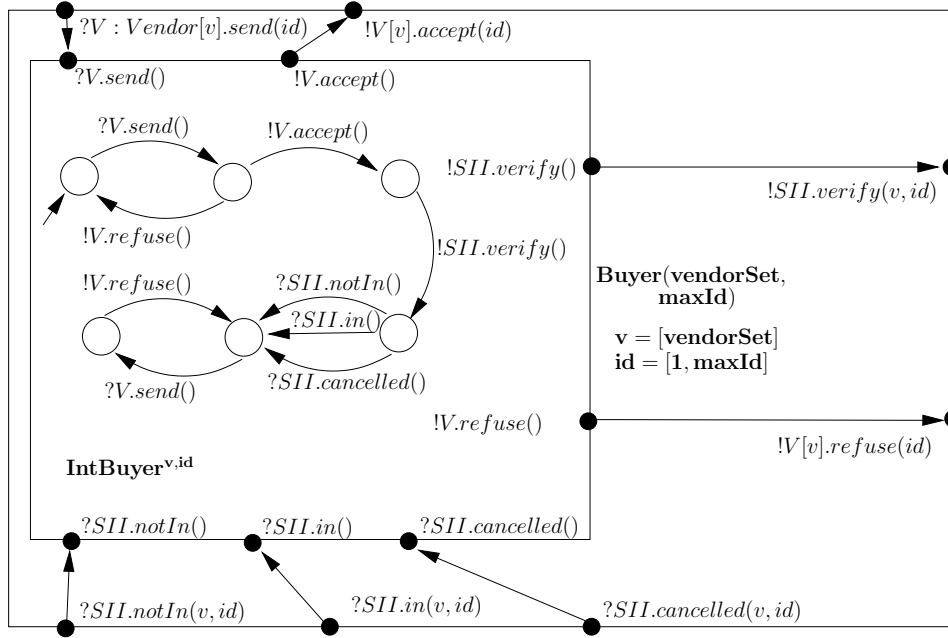 ?V : Vendor[v].send(id)
!V[v].accept(id)
?V.send()
!V.accept()
?V.send()
!V.accept()
!SII.verify()
!SII.verify(v, id)
!V.refuse()
!SII.verify()
!V.refuse()
?SII.notIn()
Buyer(vendorSet,
maxId)
?SII.in()
v = [vendorSet]
id = [1, maxId]
?V.send()
?SII.cancelled()
!V.refuse()
!V[v].refuse(id)
IntBuyer^{v,id}
?SII.notIn()
?SII.in()
?SII.cancelled()
?SII.notIn(v, id)
?SII.in(v, id)
?SII.cancelled(v, id)